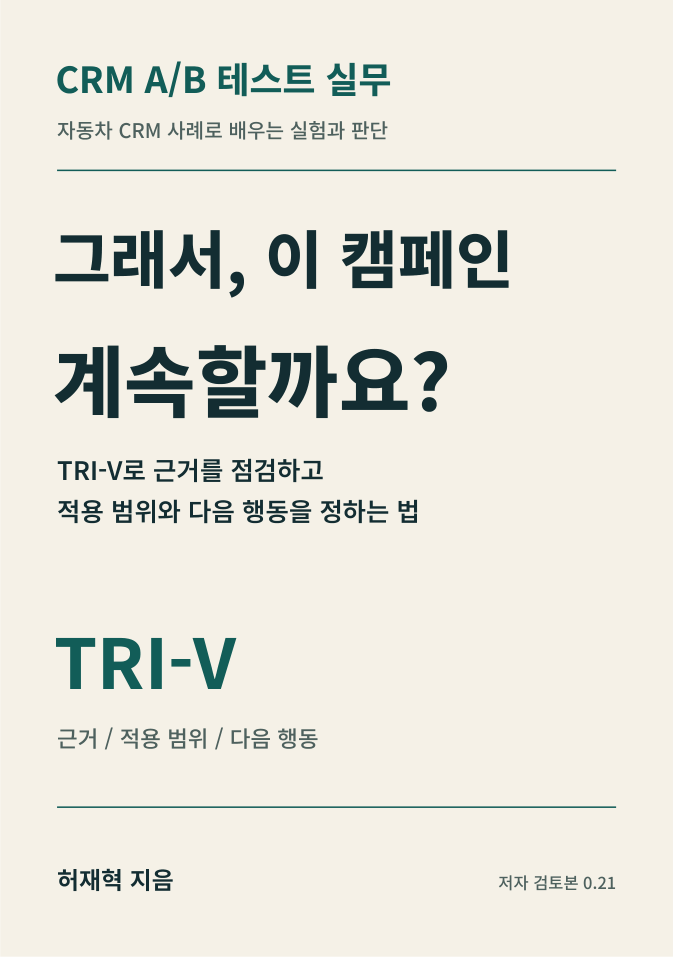 CRM A/B 테스트 실무
자동차 CRM 사례로 배우는 실험과 판단
그래서, 이 캠페인
계속할까요?
TRI-V로 근거를 점검하고
적용 범위와 다음 행동을 정하는 법
TRI-V
근거 / 적용 범위 / 다음 행동
허재혁 지음
저자 검토본 0.21